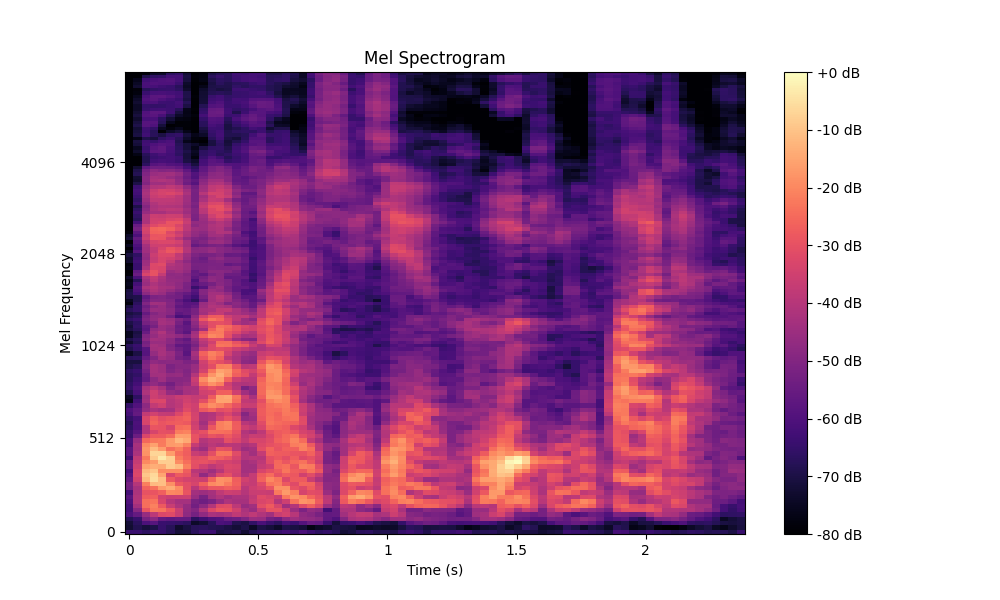 Mel Spectrogram
+0 dB
-10 dB
-20 dB
-30 dB
-40 dB
-50 dB
-60 dB
-70 dB
-80 dB
4096
2048
1024
512
0
Mel Frequency
0 0.5 1 1.5 2
Time (s)